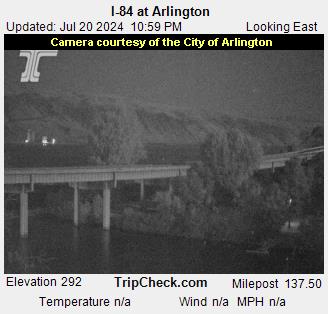 I-84 at Arlington
Updated: Jul 20 2024 10:59 PM Looking East
Camera courtesy of the City of Arlington
Elevation 292 TripCheck.com Milepost 137.50
Temperature n/a Wind n/a MPH n/a